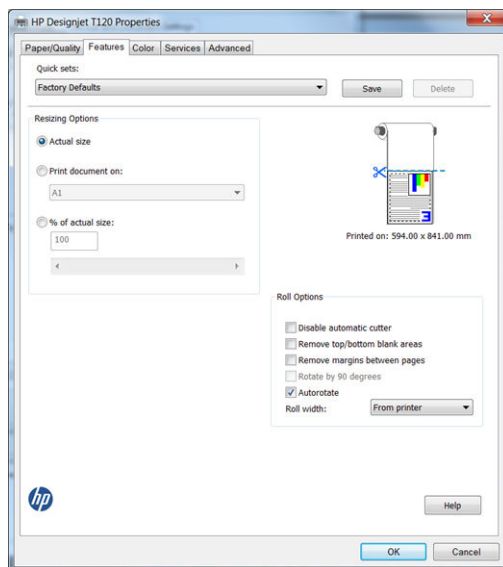 HP Designjet T120 Properties
Paper/Quality Features Color Services Advanced
Quick sets:
Factory Defaults
Save
Delete
Resizing Options
Actual size
Print document on:
A1
% of actual size:
100
Printed on: 594.00 x 841.00 mm
Roll Options
Disable automatic cutter
Remove top/bottom blank areas
Remove margins between pages
Rotate by 90 degrees
Autorotate
Roll width: From printer
hp
Help
OK Cancel